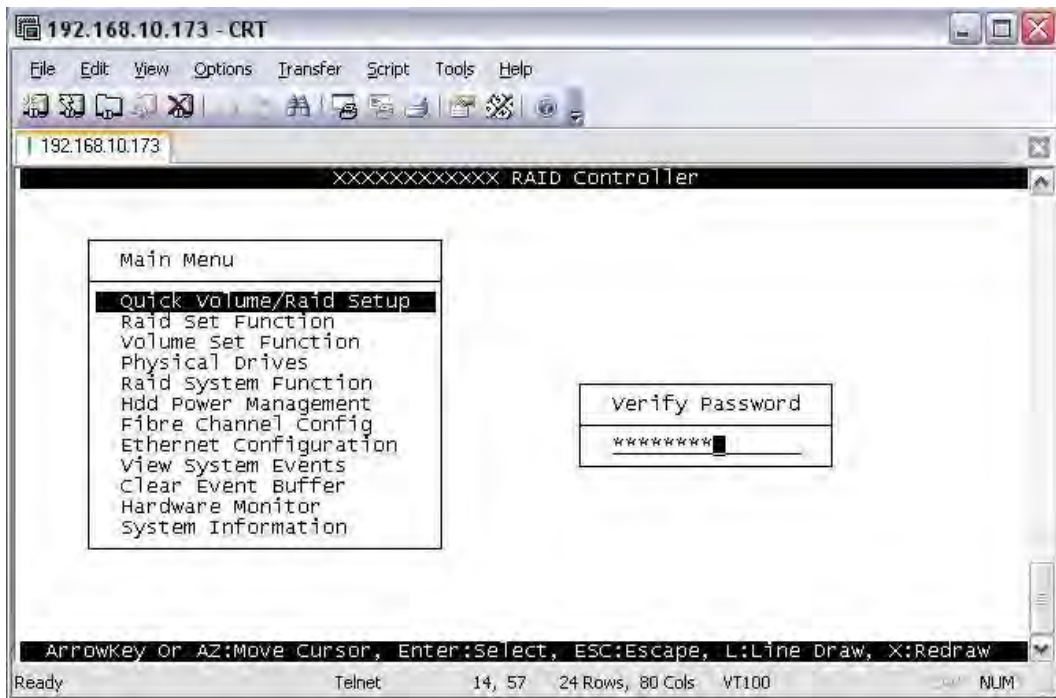 192.168.10.173 - CRT
File Edit View Options Transfer Script Tools Help
192.168.10.173
XXXXXXXXXXXX RAID Controller
Main Menu
Quick Volume/Raid Setup
Raid Set Function
Volume Set Function
Physical Drives
Raid System Function
Hdd Power Management
Fibre Channel Config
Ethernet Configuration
View System Events
Clear Event Buffer
Hardware Monitor
System Information
Verify Password
********
ArrowKey Or AZ:Move Cursor, Enter:Select, ESC:Escape, L:Line Draw, X:Redraw
Ready Telnet 14, 57 24 Rows, 80 Cols VT100 NUM